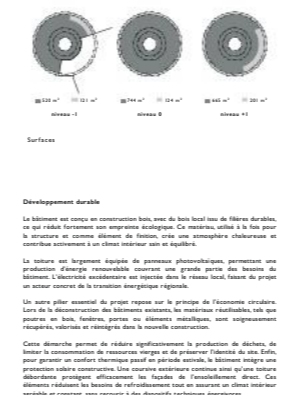 520 m² 121 m² 744 m² 124 m² 665 m² 201 m²
niveau -1 niveau 0 niveau +1
Surfaces
Développement durable
Le bâtiment est conçu en construction bois, avec du bois local issu de filières durables,
ce qui réduit fortement son empreinte écologique. Ce matériau, utilisé à la fois pour
la structure et comme élément de finition, crée une atmosphère chaleureuse et
contribue activement à un climat intérieur sain et équilibré.
La toiture est largement équipée de panneaux photovoltaïques, permettant une
production d'énergie renouvelable couvrant une grande partie des besoins du
bâtiment. L'électricité excédentaire est injectée dans le réseau local, faisant du projet
un acteur concret de la transition énergétique régionale.
Un autre pilier essentiel du projet repose sur le principe de l'économie circulaire.
Lors de la déconstruction des bâtiments existants, les matériaux réutilisables, tels que
poutres en bois, fenêtres, portes ou éléments métalliques, sont soigneusement
récupérés, valorisés et réintégrés dans la nouvelle construction.
Cette démarche permet de réduire significativement la production de déchets, de
limiter la consommation de ressources vierges et de préserver l'identité du site. Enfin,
pour garantir un confort thermique passif en période estivale, le bâtiment intègre une
protection solaire constructive. Une coursive extérieure continue ainsi qu'une toiture
débordante protègent efficacement les façades de l'ensoleillement direct. Ces
éléments réduisent les besoins de refroidissement tout en assurant un climat intérieur
agréable et constant, sans recourir à des dispositifs techniques énergivores.